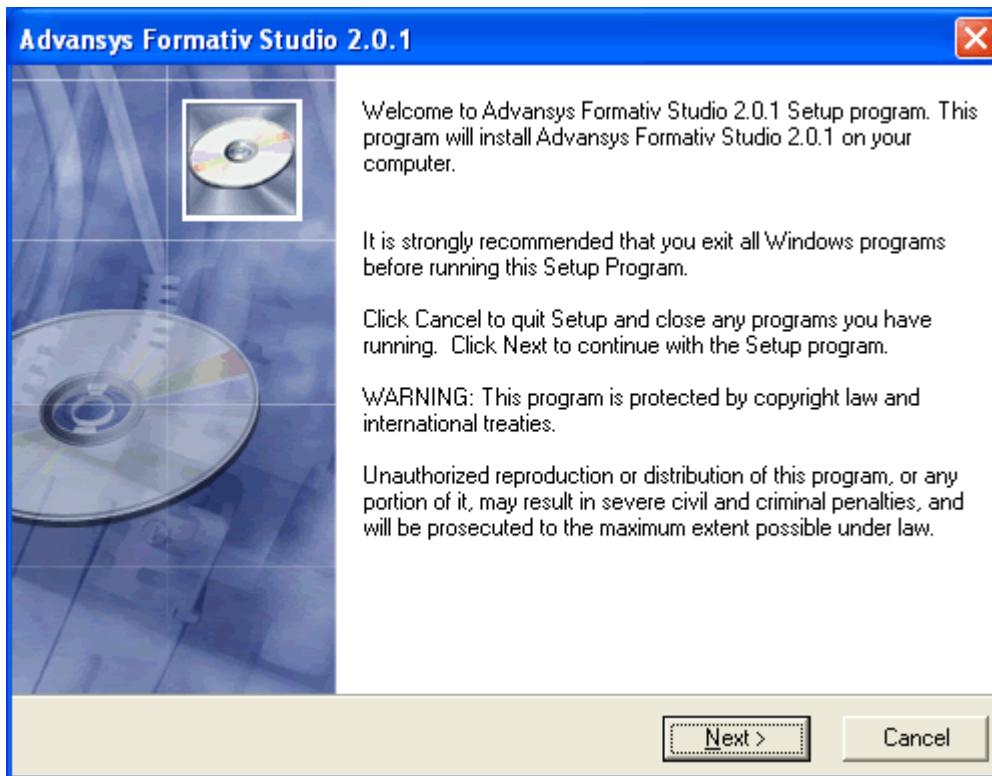 Advansys Formativ Studio 2.0.1
Welcome to Advansys Formativ Studio 2.0.1 Setup program. This
program will install Advansys Formativ Studio 2.0.1 on your
computer.
It is strongly recommended that you exit all Windows programs
before running this Setup Program.
Click Cancel to quit Setup and close any programs you have
running.  Click Next to continue with the Setup program.
WARNING: This program is protected by copyright law and
international treaties.
Unauthorized reproduction or distribution of this program, or any
portion of it, may result in severe civil and criminal penalties, and
will be prosecuted to the maximum extent possible under law.
Next >
Cancel